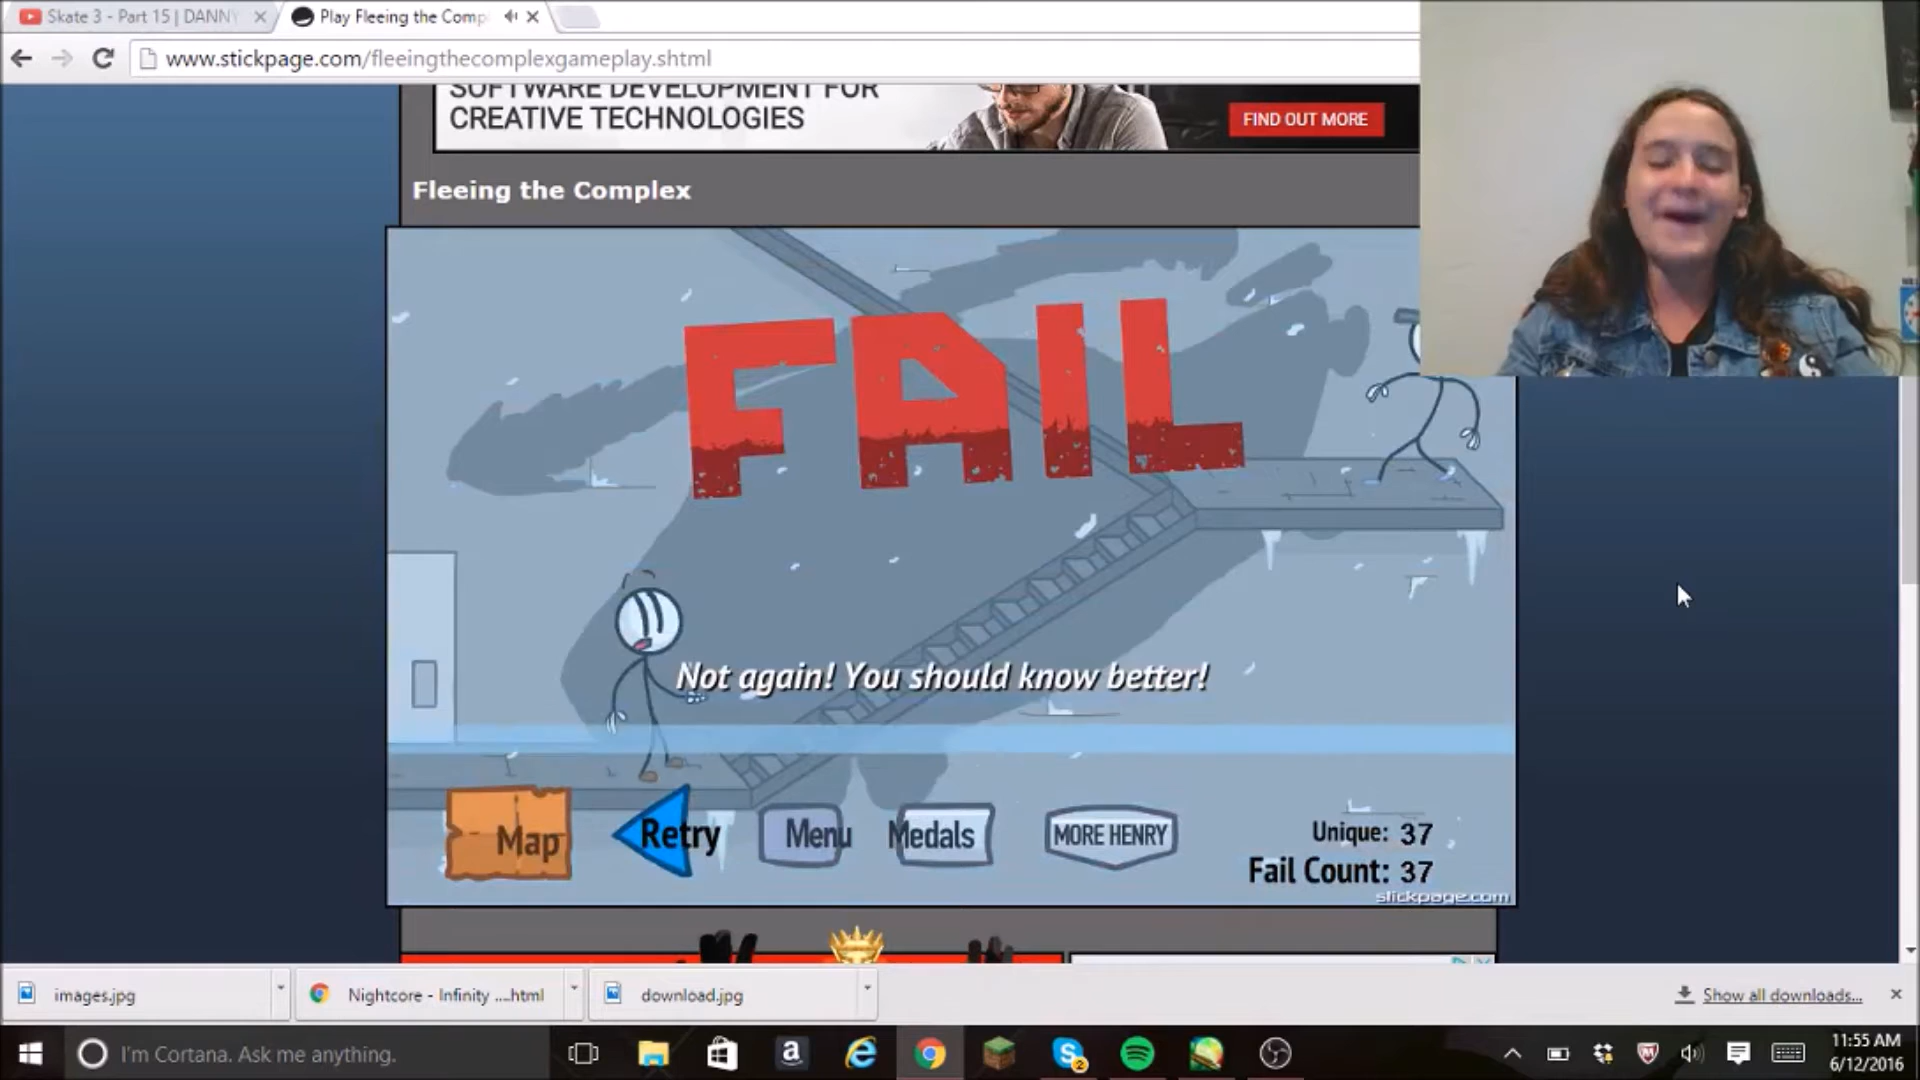 Skate 3 - Part 15 | DANNY
Play Fleeing the Comp
www.stickpage.com/fleeingthecomplexgameplay.shtml
SOFTWARE DEVELOPMENT FOR
CREATIVE TECHNOLOGIES
FIND OUT MORE
Fleeing the Complex
FAIL
Not again! You should know better!
Map
Retry
Menu
Medals
MORE HENRY
Unique: 37
Fail Count: 37
stickpage.com
images.jpg
Nightcore - Infinity ....html
download.jpg
Show all downloads...
I'm Cortana. Ask me anything.
2
11:55 AM
6/12/2016